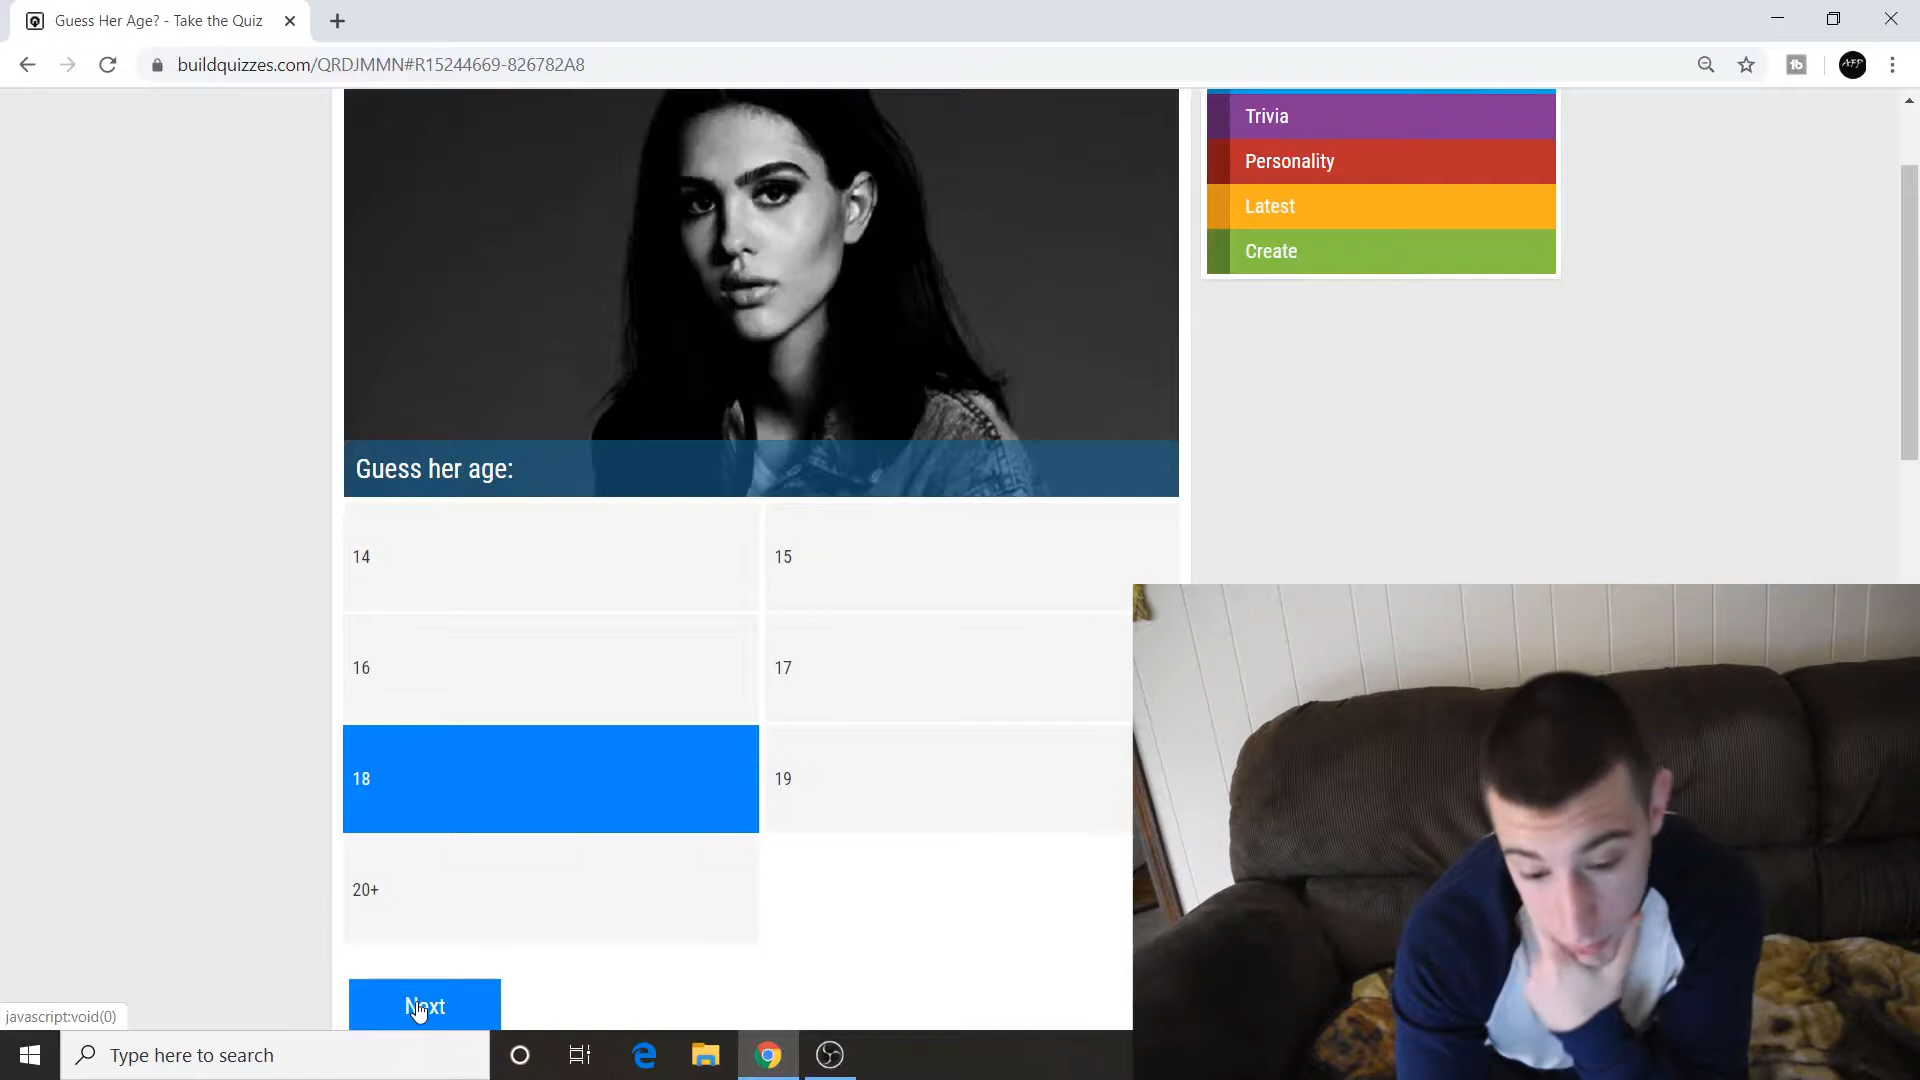 Guess Her Age? - Take the Quiz
buildquizzes.com/QRDJMMN#R15244669-826782A8
AFP
Trivia
Personality
Latest
Create
Guess her age:
14
15
16
17
18
19
20+
Next
javascript:void(0)
Type here to search